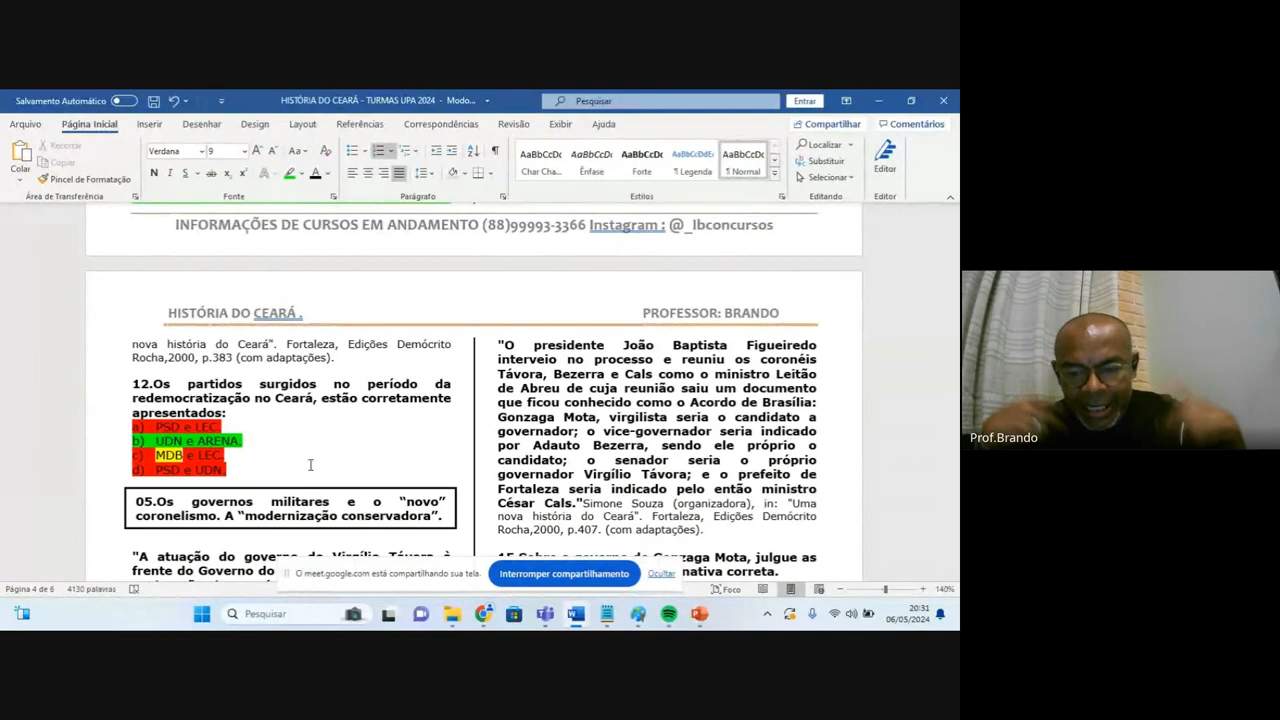 Salvamento Automático
HISTÓRIA DO CEARÁ - TURMAS UPA 2024 - Modo...
Pesquisar
Entrar
Arquivo
Página Inicial
Inserir
Desenhar
Design
Layout
Referências
Correspondências
Revisão
Exibir
Ajuda
Compartilhar
Comentários
Colar
Recortar
Copiar
Pincel de Formatação
Área de Transferência
Verdana
9
Fonte
Parágrafo
AaBbCcDc AaBbCcDc AaBbCcDc AaBbCcDdEe AaBbCcDc
Char Cha...
Ênfase
Forte
¶ Legenda
¶ Normal
Estilos
Localizar
Substituir
Selecionar
Editando
Editor
Editor
INFORMAÇÕES DE CURSOS EM ANDAMENTO (88)99993-3366 Instagram : @_lbconcursos
HISTÓRIA DO CEARÁ .
PROFESSOR: BRANDO
nova história do Ceará". Fortaleza, Edições Demócrito
Rocha,2000, p.383 (com adaptações).
12.Os partidos surgidos no período da
redemocratização no Ceará, estão corretamente
apresentados:
a) PSD e LEC.
b) UDN e ARENA.
c) MDB e LEC.
d) PSD e UDN.
05.Os governos militares e o “novo”
coronelismo. A “modernização conservadora”.
"A atuação do governo de Virgílio Távora à
frente do Governo do
"O presidente João Baptista Figueiredo
interveio no processo e reuniu os coronéis
Távora, Bezerra e Cals como o ministro Leitão
de Abreu de cuja reunião saiu um documento
que ficou conhecido como o Acordo de Brasília:
Gonzaga Mota, virgilista seria o candidato a
governador; o vice-governador seria indicado
por Adauto Bezerra, sendo ele próprio o
candidato; o senador seria o próprio
governador Virgílio Távora; e o prefeito de
Fortaleza seria indicado pelo então ministro
César Cals."Simone Souza (organizadora), in: "Uma
nova história do Ceará". Fortaleza, Edições Demócrito
Rocha,2000, p.407. (com adaptações).
15.Sobre o governo de Gonzaga Mota, julgue as
nativa correta.
O meet.google.com está compartilhando sua tela.
Interromper compartilhamento
Ocultar
Página 4 de 6
4130 palavras
Foco
140%
Pesquisar
20:31
06/05/2024
Prof.Brando